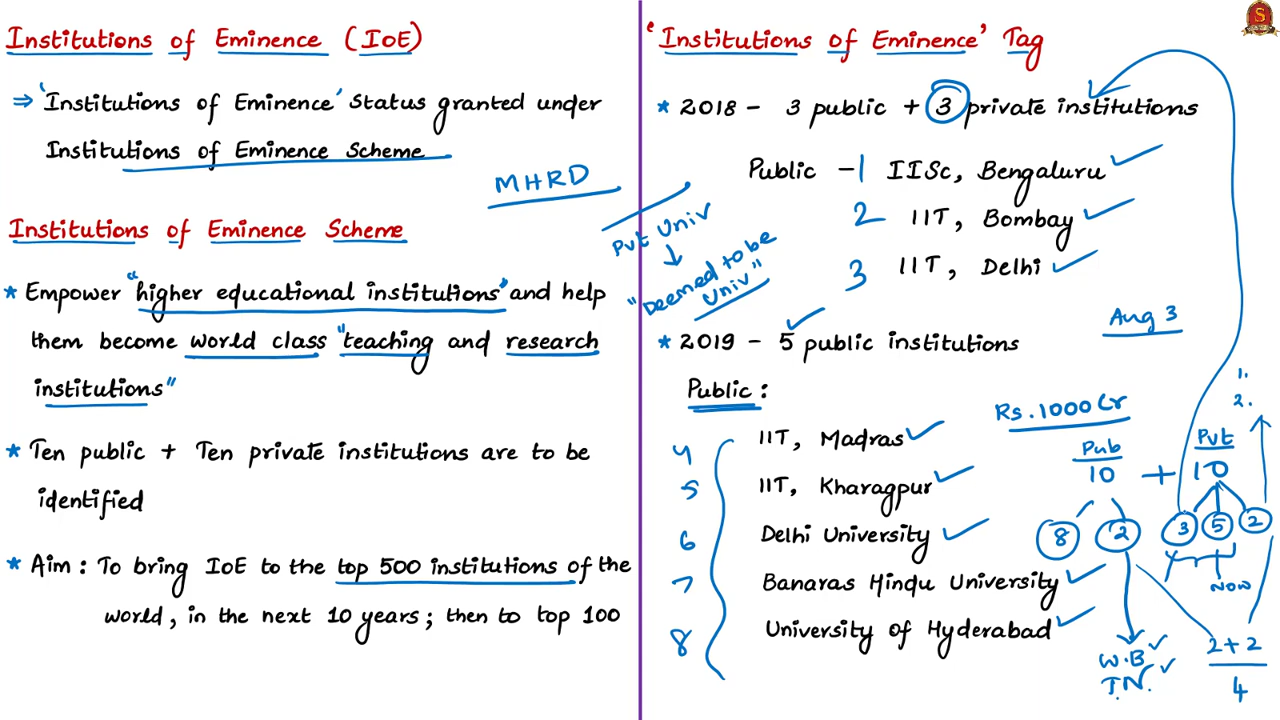 Institutions of Eminence (IoE)
⇒ 'Institutions of Eminence' Status granted under
Institutions of Eminence Scheme
MHRD
Institutions of Eminence Scheme
* Empower "higher educational institutions" and help
them become world class "teaching and research
institutions"
* Ten public + Ten private institutions are to be
identified
* Aim : To bring IoE to the top 500 institutions of the
world, in the next 10 years ; then to top 100
'Institutions of Eminence' Tag
* 2018 - 3 public + 3 private institutions
Public - 1 IISc, Bengaluru
2 IIT, Bombay
3 IIT, Delhi
Pvt Univ
"Deemed to be
Univ"
Aug 3
* 2019 - 5 public institutions
Public :
4 IIT, Madras
5 IIT, Kharagpur
6 Delhi University
7 Banaras Hindu University
8 University of Hyderabad
Rs. 1000 Cr
1.
2.
Pub Pvt
10 + 10
8 2 3 5 2
NOW
W.B
T.N.
2+2
4
S